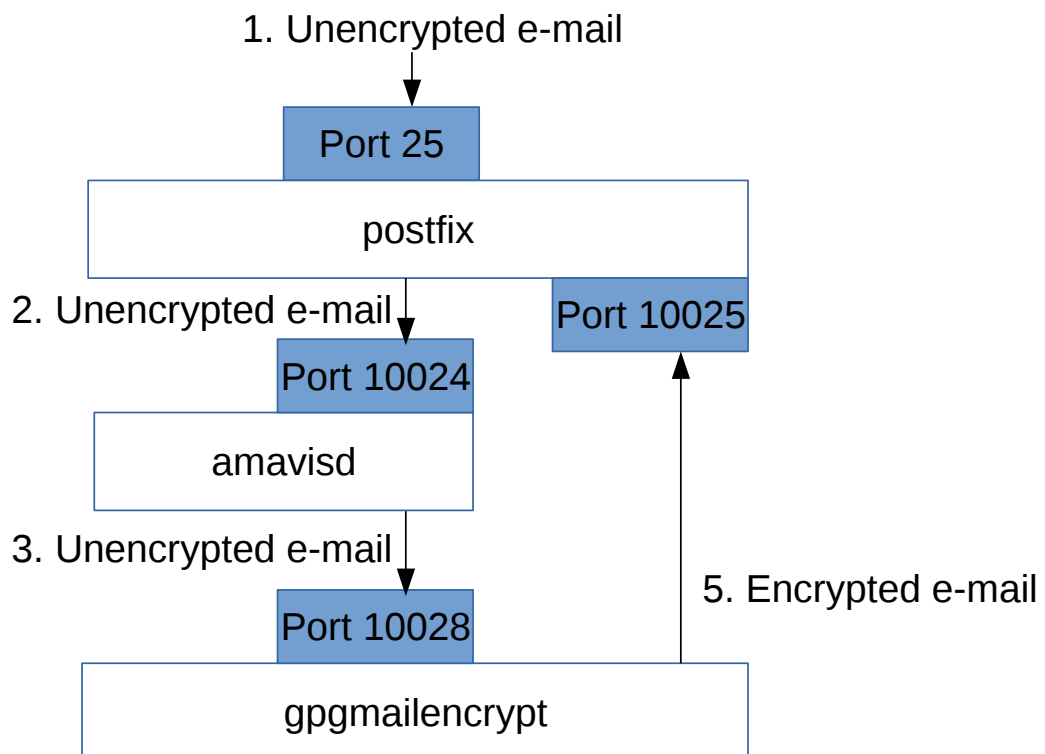 1. Unencrypted e-mail
Port 25
postfix
2. Unencrypted e-mail
Port 10025
Port 10024
amavisd
3. Unencrypted e-mail
5. Encrypted e-mail
Port 10028
gpgmailencrypt